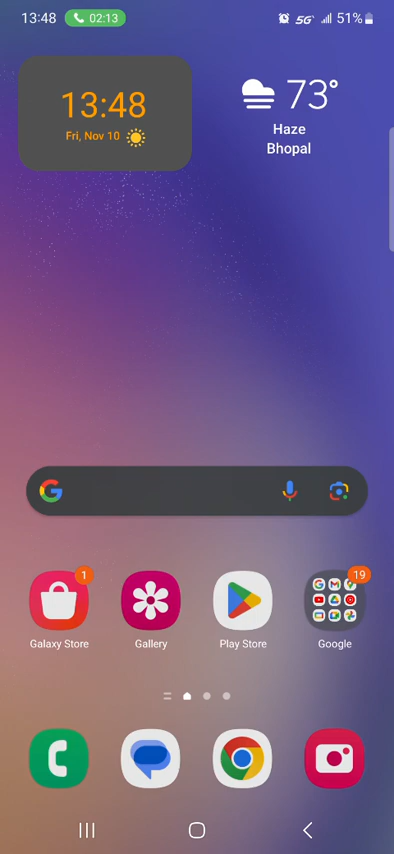 13:48 02:13 5G 51%
13:48
Fri, Nov 10
73°
Haze
Bhopal
1
19
Galaxy Store Gallery Play Store Google